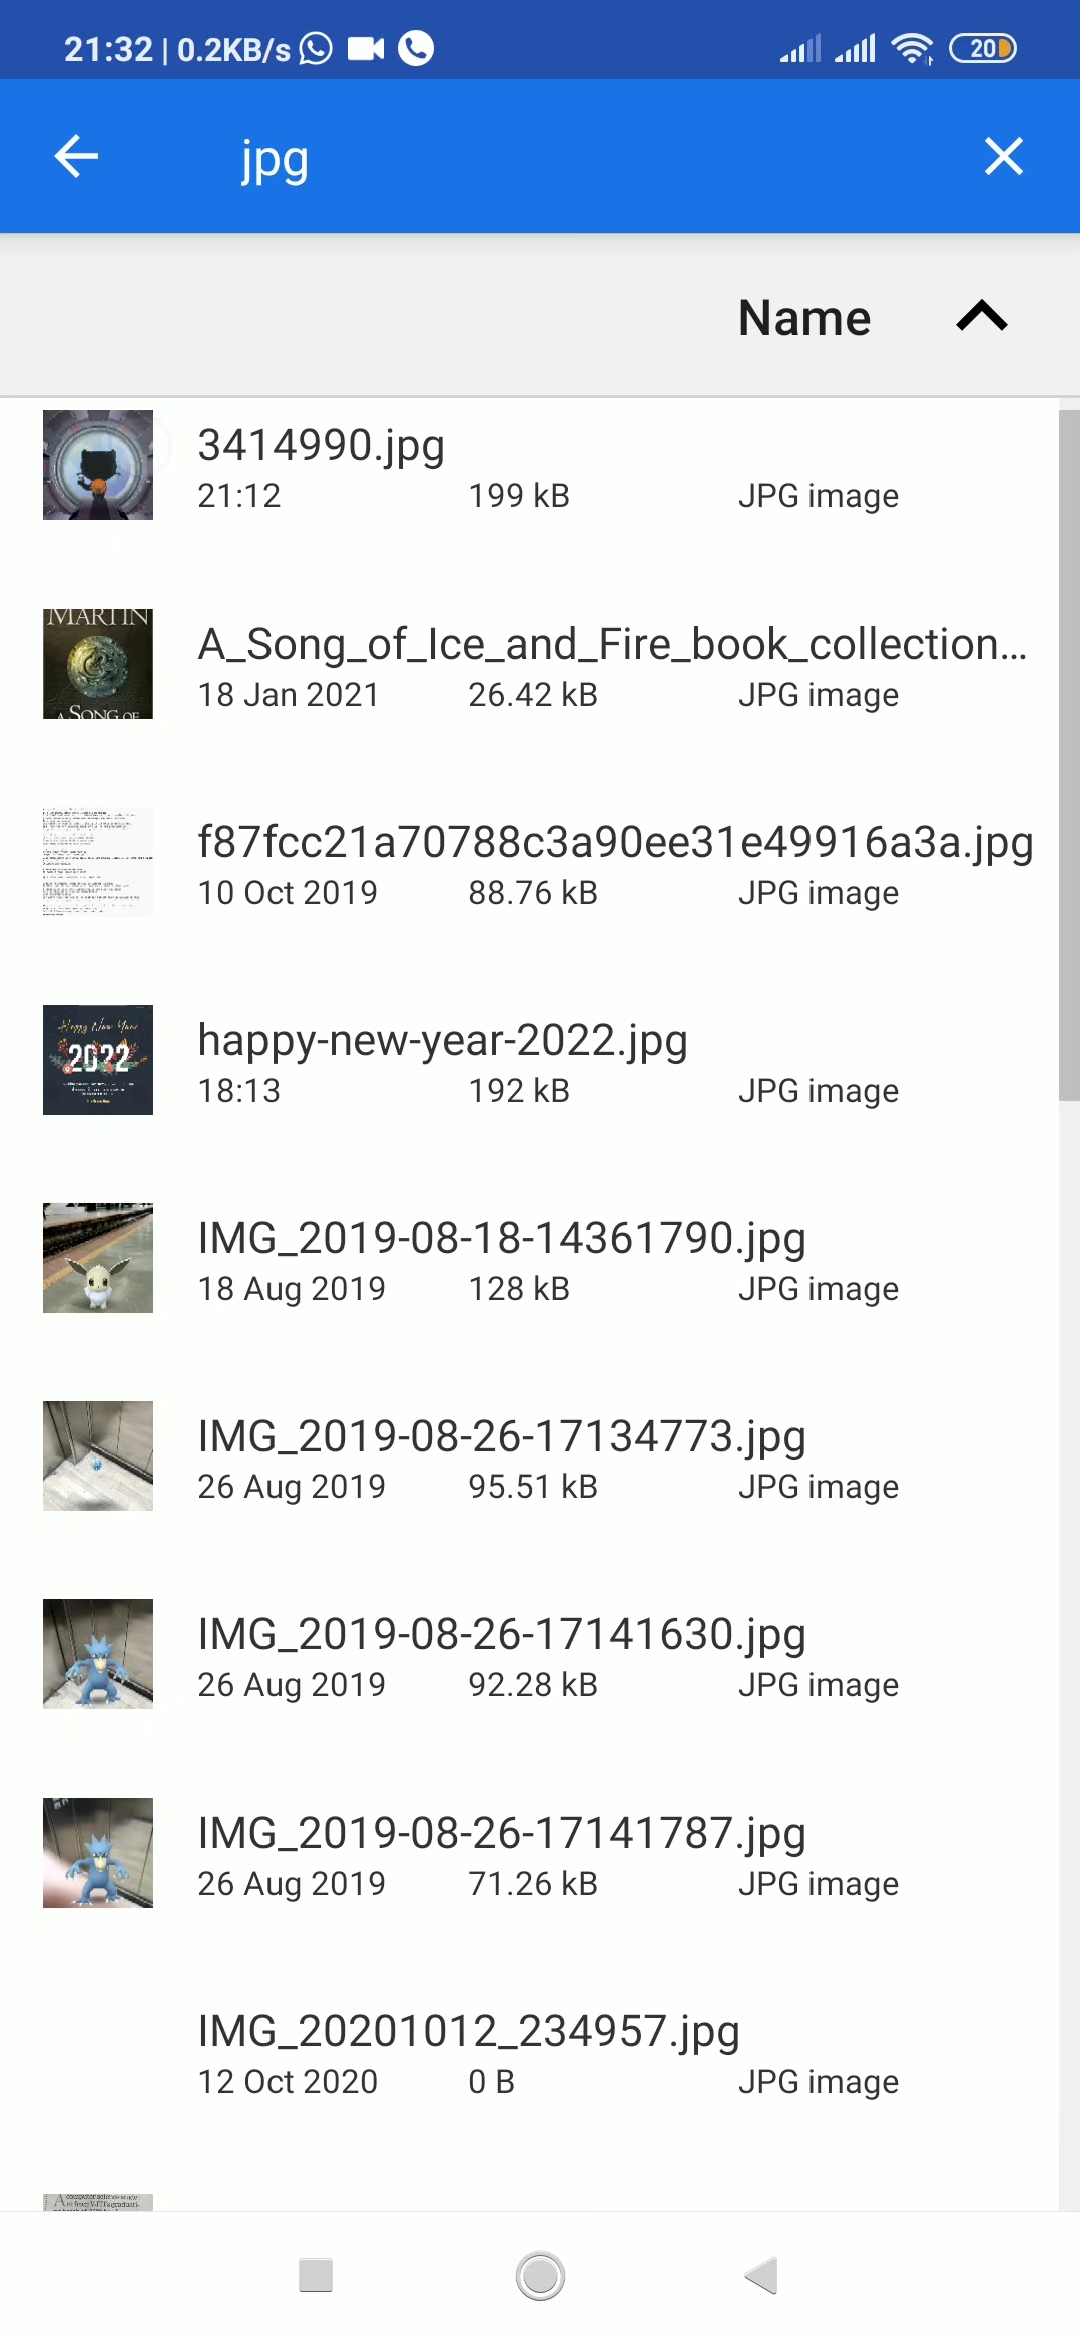 21:32 | 0.2KB/s
20
jpg
Name
3414990.jpg
21:12 199 kB JPG image
MARTIN
A SONG OF
A_Song_of_Ice_and_Fire_book_collection...
18 Jan 2021 26.42 kB JPG image
f87fcc21a70788c3a90ee31e49916a3a.jpg
10 Oct 2019 88.76 kB JPG image
Happy New Year
2022
happy-new-year-2022.jpg
18:13 192 kB JPG image
IMG_2019-08-18-14361790.jpg
18 Aug 2019 128 kB JPG image
IMG_2019-08-26-17134773.jpg
26 Aug 2019 95.51 kB JPG image
IMG_2019-08-26-17141630.jpg
26 Aug 2019 92.28 kB JPG image
IMG_2019-08-26-17141787.jpg
26 Aug 2019 71.26 kB JPG image
IMG_20201012_234957.jpg
12 Oct 2020 0 B JPG image